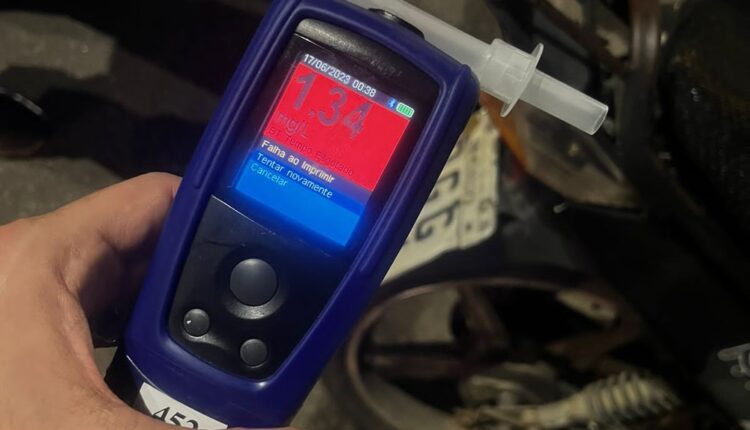 17/06/2023 00:38
1,34
mg/L
Falha ao Imprimir
Tentar novamente
Cancelar
452